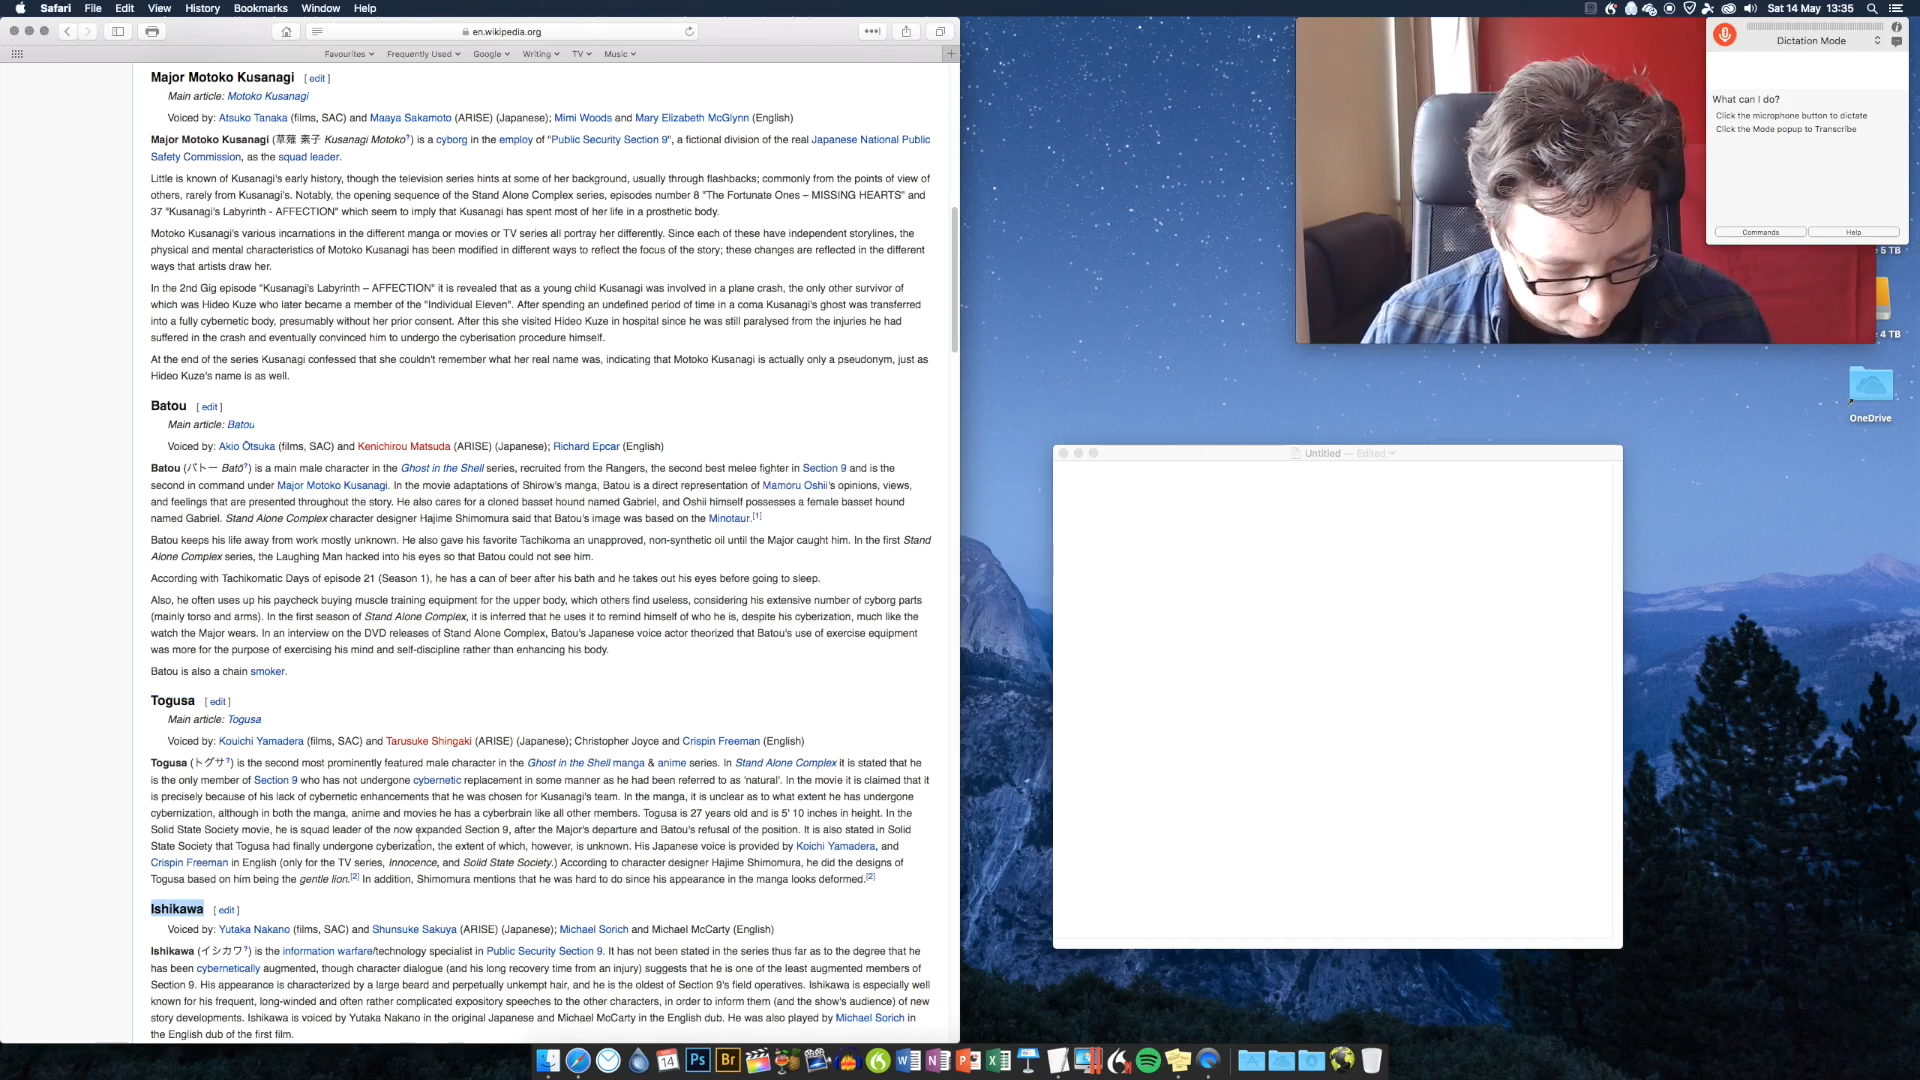 Safari File Edit View History Bookmarks Window Help
Sat 14 May 13:35
en.wikipedia.org
Favourites Frequently Used Google Writing TV Music
Major Motoko Kusanagi [ edit ]
Main article: Motoko Kusanagi
Voiced by: Atsuko Tanaka (films, SAC) and Maaya Sakamoto (ARISE) (Japanese); Mimi Woods and Mary Elizabeth McGlynn (English)
Major Motoko Kusanagi (草薙 素子 Kusanagi Motoko?) is a cyborg in the employ of "Public Security Section 9", a fictional division of the real Japanese National Public
Safety Commission, as the squad leader.
Little is known of Kusanagi's early history, though the television series hints at some of her background, usually through flashbacks; commonly from the points of view of
others, rarely from Kusanagi's. Notably, the opening sequence of the Stand Alone Complex series, episodes number 8 "The Fortunate Ones – MISSING HEARTS" and
37 "Kusanagi's Labyrinth - AFFECTION" which seem to imply that Kusanagi has spent most of her life in a prosthetic body.
Motoko Kusanagi's various incarnations in the different manga or movies or TV series all portray her differently. Since each of these have independent storylines, the
physical and mental characteristics of Motoko Kusanagi has been modified in different ways to reflect the focus of the story; these changes are reflected in the different
ways that artists draw her.
In the 2nd Gig episode "Kusanagi's Labyrinth – AFFECTION" it is revealed that as a young child Kusanagi was involved in a plane crash, the only other survivor of
which was Hideo Kuze who later became a member of the "Individual Eleven". After spending an undefined period of time in a coma Kusanagi's ghost was transferred
into a fully cybernetic body, presumably without her prior consent. After this she visited Hideo Kuze in hospital since he was still paralysed from the injuries he had
suffered in the crash and eventually convinced him to undergo the cyberisation procedure himself.
At the end of the series Kusanagi confessed that she couldn't remember what her real name was, indicating that Motoko Kusanagi is actually only a pseudonym, just as
Hideo Kuze's name is as well.
Batou [ edit ]
Main article: Batou
Voiced by: Akio Ōtsuka (films, SAC) and Kenichirou Matsuda (ARISE) (Japanese); Richard Epcar (English)
Batou (バトー Batō?) is a main male character in the Ghost in the Shell series, recruited from the Rangers, the second best melee fighter in Section 9 and is the
second in command under Major Motoko Kusanagi. In the movie adaptations of Shirow's manga, Batou is a direct representation of Mamoru Oshii's opinions, views,
and feelings that are presented throughout the story. He also cares for a cloned basset hound named Gabriel, and Oshii himself possesses a female basset hound
named Gabriel. Stand Alone Complex character designer Hajime Shimomura said that Batou's image was based on the Minotaur.[1]
Batou keeps his life away from work mostly unknown. He also gave his favorite Tachikoma an unapproved, non-synthetic oil until the Major caught him. In the first Stand
Alone Complex series, the Laughing Man hacked into his eyes so that Batou could not see him.
According with Tachikomatic Days of episode 21 (Season 1), he has a can of beer after his bath and he takes out his eyes before going to sleep.
Also, he often uses up his paycheck buying muscle training equipment for the upper body, which others find useless, considering his extensive number of cyborg parts
(mainly torso and arms). In the first season of Stand Alone Complex, it is inferred that he uses it to remind himself of who he is, despite his cyberization, much like the
watch the Major wears. In an interview on the DVD releases of Stand Alone Complex, Batou's Japanese voice actor theorized that Batou's use of exercise equipment
was more for the purpose of exercising his mind and self-discipline rather than enhancing his body.
Batou is also a chain smoker.
Togusa [ edit ]
Main article: Togusa
Voiced by: Kouichi Yamadera (films, SAC) and Tarusuke Shingaki (ARISE) (Japanese); Christopher Joyce and Crispin Freeman (English)
Togusa (トグサ?) is the second most prominently featured male character in the Ghost in the Shell manga & anime series. In Stand Alone Complex it is stated that he
is the only member of Section 9 who has not undergone cybernetic replacement in some manner as he had been referred to as 'natural'. In the movie it is claimed that it
is precisely because of his lack of cybernetic enhancements that he was chosen for Kusanagi's team. In the manga, it is unclear as to what extent he has undergone
cybernization, although in both the manga, anime and movies he has a cyberbrain like all other members. Togusa is 27 years old and is 5' 10 inches in height. In the
Solid State Society movie, he is squad leader of the now expanded Section 9, after the Major's departure and Batou's refusal of the position. It is also stated in Solid
State Society that Togusa had finally undergone cyberization, the extent of which, however, is unknown. His Japanese voice is provided by Koichi Yamadera, and
Crispin Freeman in English (only for the TV series, Innocence, and Solid State Society.) According to character designer Hajime Shimomura, he did the designs of
Togusa based on him being the gentle lion.[2] In addition, Shimomura mentions that he was hard to do since his appearance in the manga looks deformed.[2]
Ishikawa [ edit ]
Voiced by: Yutaka Nakano (films, SAC) and Shunsuke Sakuya (ARISE) (Japanese); Michael Sorich and Michael McCarty (English)
Ishikawa (イシカワ?) is the information warfare/technology specialist in Public Security Section 9. It has not been stated in the series thus far as to the degree that he
has been cybernetically augmented, though character dialogue (and his long recovery time from an injury) suggests that he is one of the least augmented members of
Section 9. His appearance is characterized by a large beard and perpetually unkempt hair, and he is the oldest of Section 9's field operatives. Ishikawa is especially well
known for his frequent, long-winded and often rather complicated expository speeches to the other characters, in order to inform them (and the show's audience) of new
story developments. Ishikawa is voiced by Yutaka Nakano in the original Japanese and Michael McCarty in the English dub. He was also played by Michael Sorich in
the English dub of the first film.
Dictation Mode
What can I do?
Click the microphone button to dictate
Click the Mode popup to Transcribe
Commands Help
5 TB
4 TB
OneDrive
Untitled — Edited
14 Ps Br